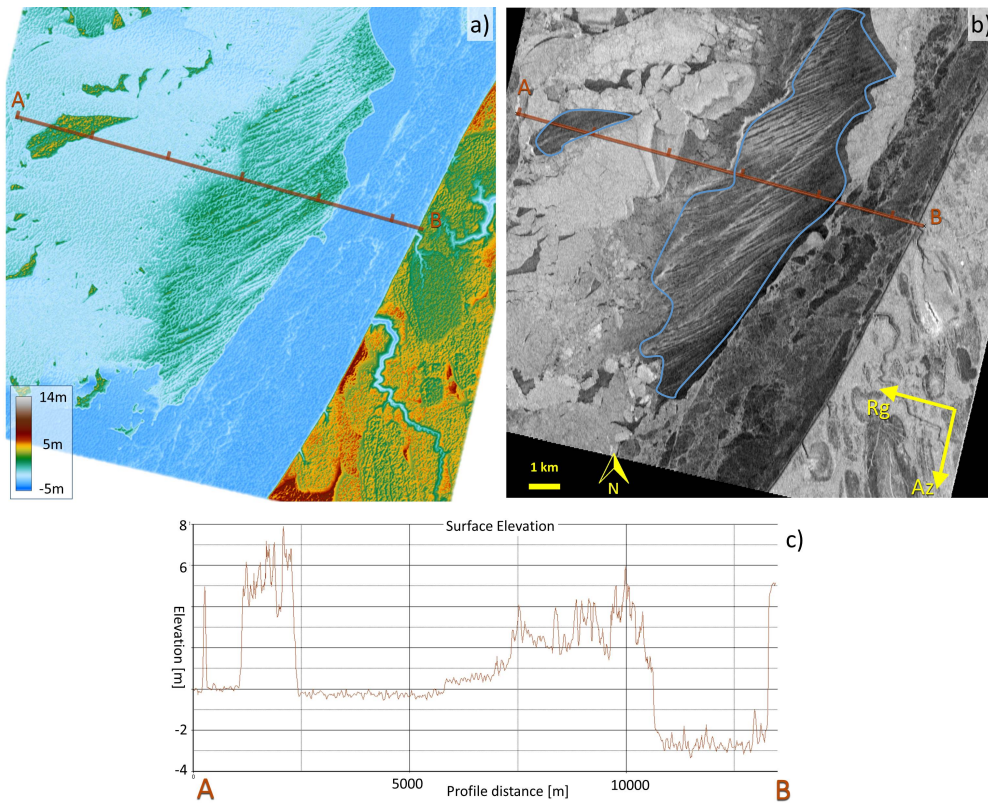 a)
A
B
14m
5m
-5m
b)
A
B
Rg
Az
1 km
N
Surface Elevation
c)
8
6
Elevation
[m]
-2
-4
0
5000
10000
A
Profile distance [m]
B